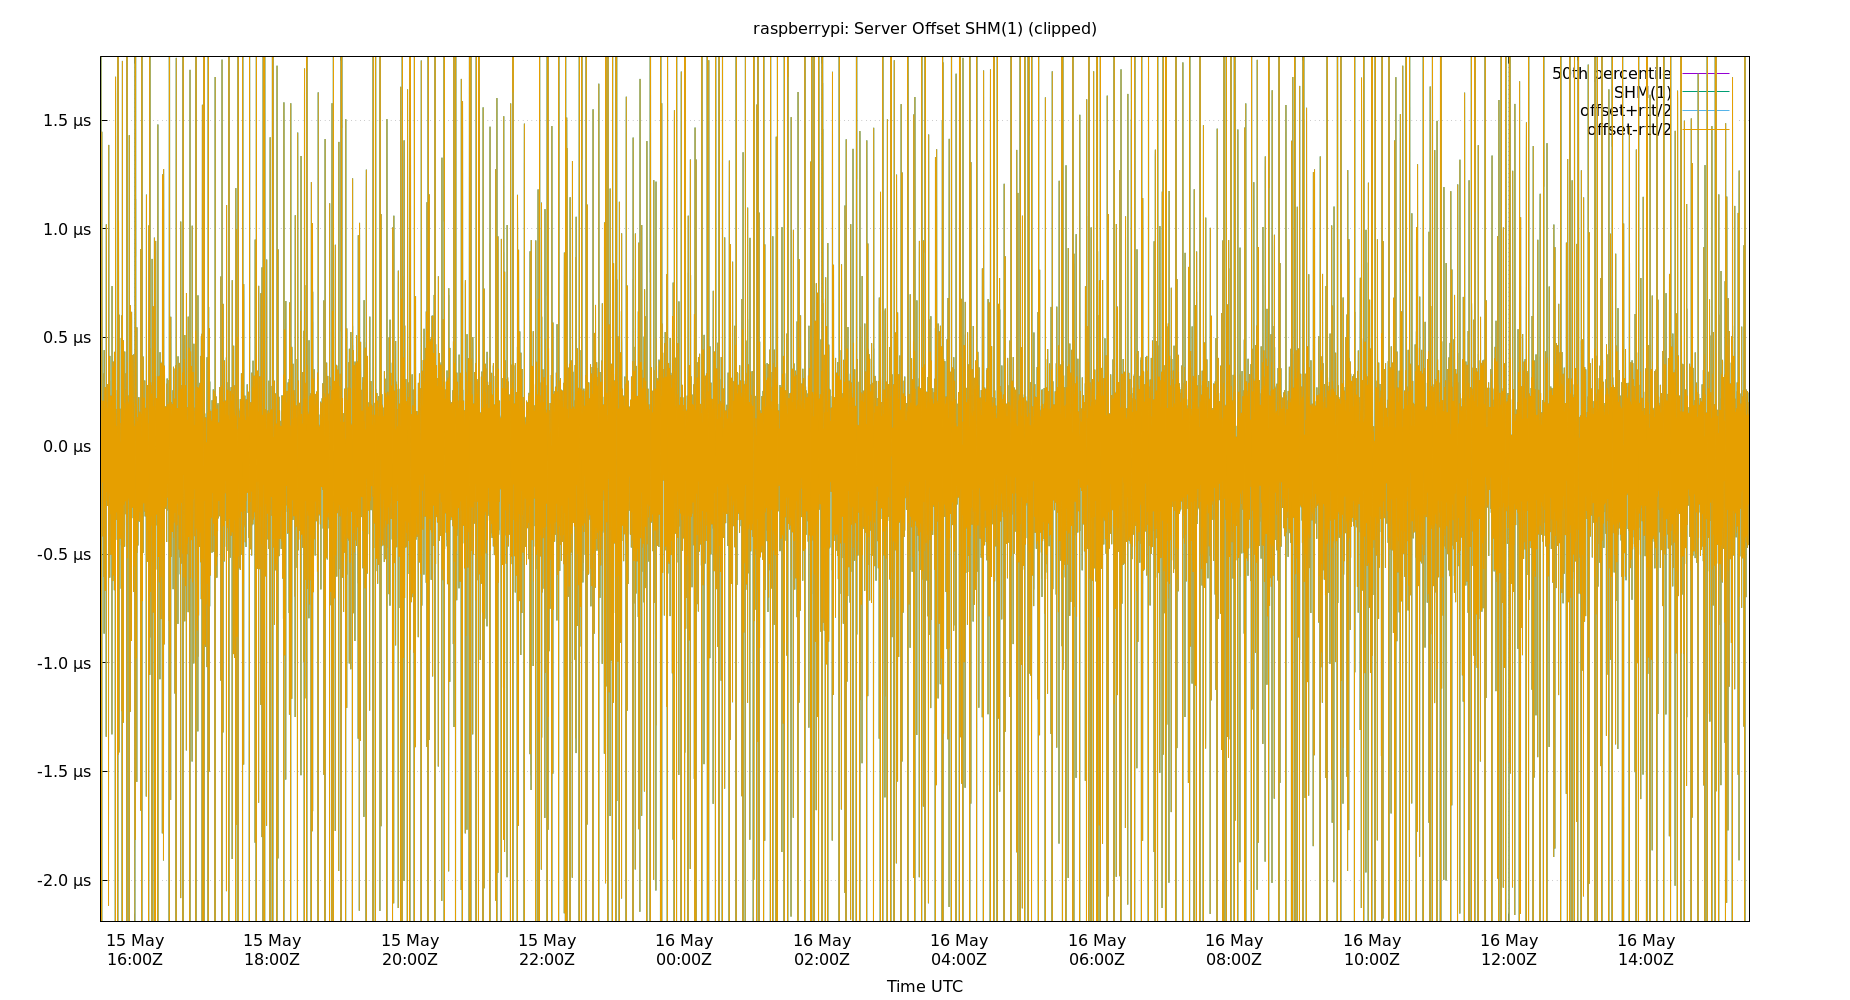 raspberrypi: Server Offset SHM(1) (clipped)
50th percentile
SHM(1)
offset+rtt/2
offset-rtt/2
1.5 µs
1.0 µs
0.5 µs
0.0 µs
-0.5 µs
-1.0 µs
-1.5 µs
-2.0 µs
15 May 15 May 15 May 15 May 16 May 16 May 16 May 16 May 16 May 16 May 16 May 16 May
16:00Z 18:00Z 20:00Z 22:00Z 00:00Z 02:00Z 04:00Z 06:00Z 08:00Z 10:00Z 12:00Z 14:00Z
Time UTC